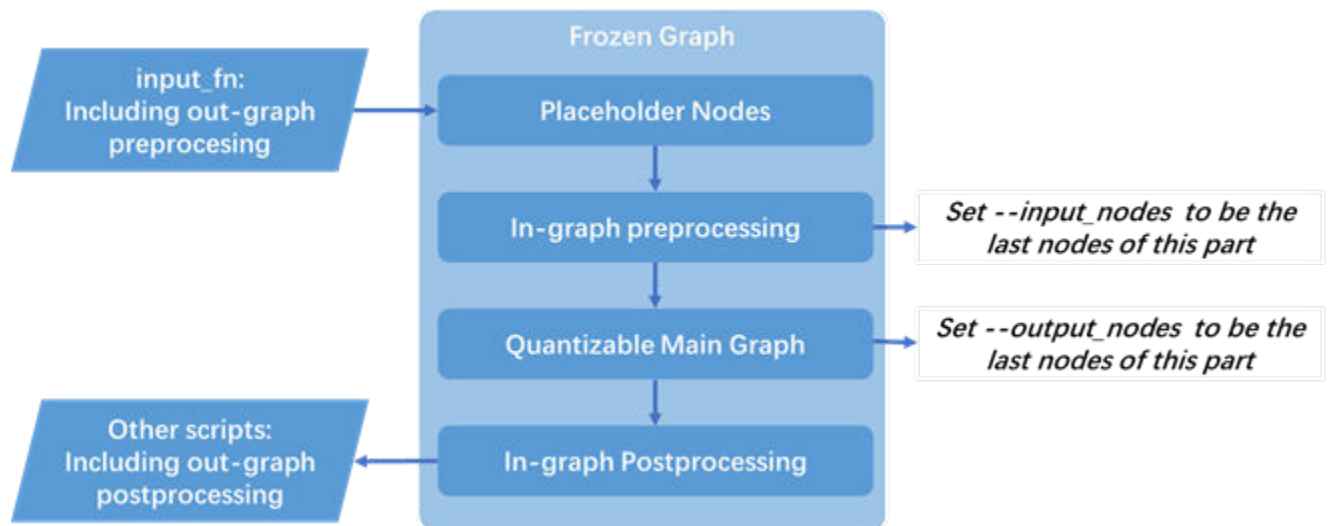 Frozen Graph
input_fn:
Including out-graph
preprocesing
Placeholder Nodes
In-graph preprocessing
Set --input_nodes to be the
last nodes of this part
Quantizable Main Graph
Set --output_nodes to be the
last nodes of this part
In-graph Postprocessing
Other scripts:
Including out-graph
postprocessing